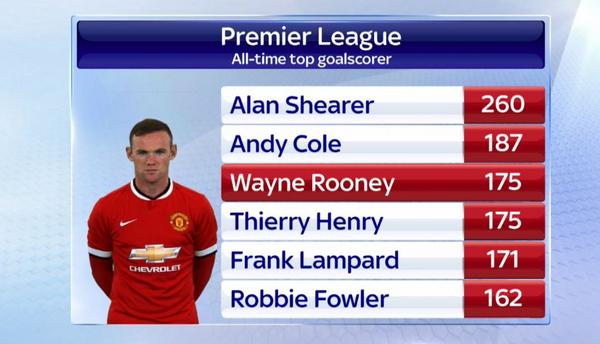 Premier League
All-time top goalscorer
Alan Shearer 260
Andy Cole 187
Wayne Rooney 175
Thierry Henry 175
Frank Lampard 171
Robbie Fowler 162
CHEVROLET